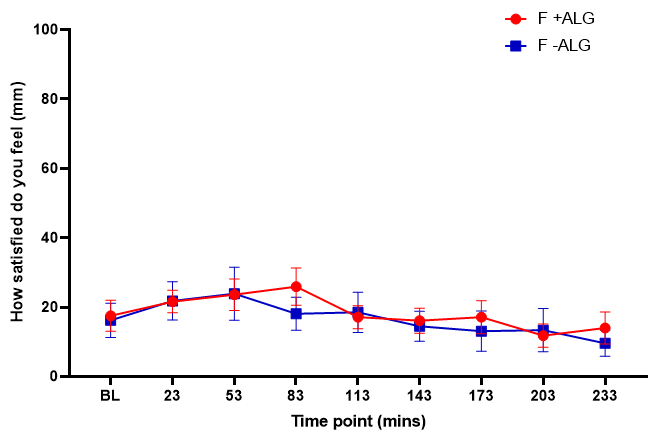 F +ALG
F -ALG
100
80
60
40
20
0
How satisfied do you feel (mm)
BL 23 53 83 113 143 173 203 233
Time point (mins)